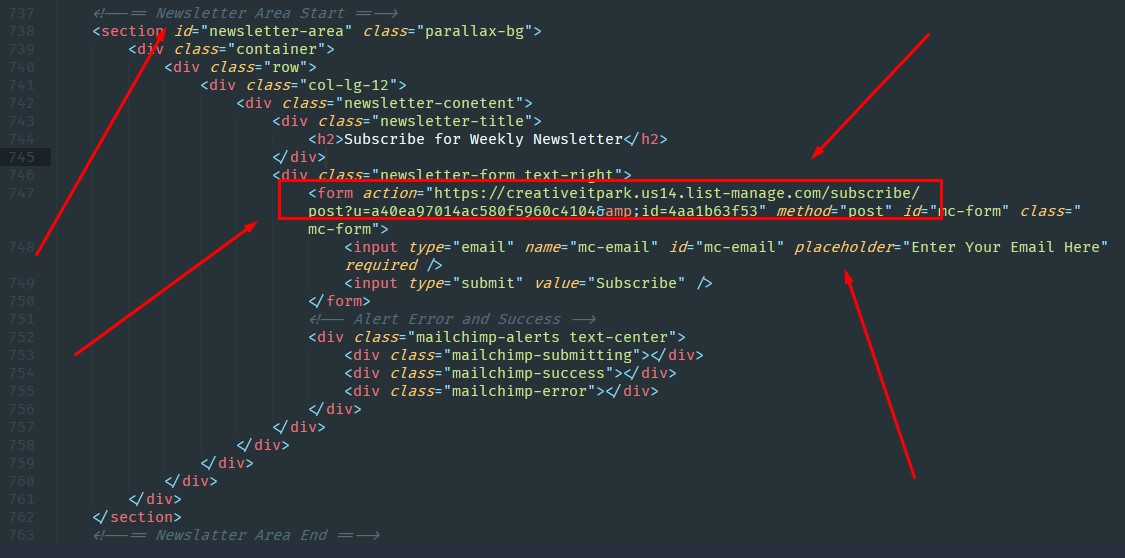 737 <!--== Newsletter Area Start ==-->
738 <section id="newsletter-area" class="parallax-bg">
739 <div class="container">
740 <div class="row">
741 <div class="col-lg-12">
742 <div class="newsletter-conetent">
743 <div class="newsletter-title">
744 <h2>Subscribe for Weekly Newsletter</h2>
745 </div>
746 <div class="newsletter-form text-right">
747 <form action="https://creativeitpark.us14.list-manage.com/subscribe/
post?u=a40ea97014ac580f5960c4104&amp;id=4aa1b63f53" method="post" id="mc-form" class="
mc-form">
748 <input type="email" name="mc-email" id="mc-email" placeholder="Enter Your Email Here"
required />
749 <input type="submit" value="Subscribe" />
750 </form>
751 <!-- Alert Error and Success -->
752 <div class="mailchimp-alerts text-center">
753 <div class="mailchimp-submitting"></div>
754 <div class="mailchimp-success"></div>
755 <div class="mailchimp-error"></div>
756 </div>
757 </div>
758 </div>
759 </div>
760 </div>
761 </div>
762 </section>
763 <!--== Newslatter Area End ==-->